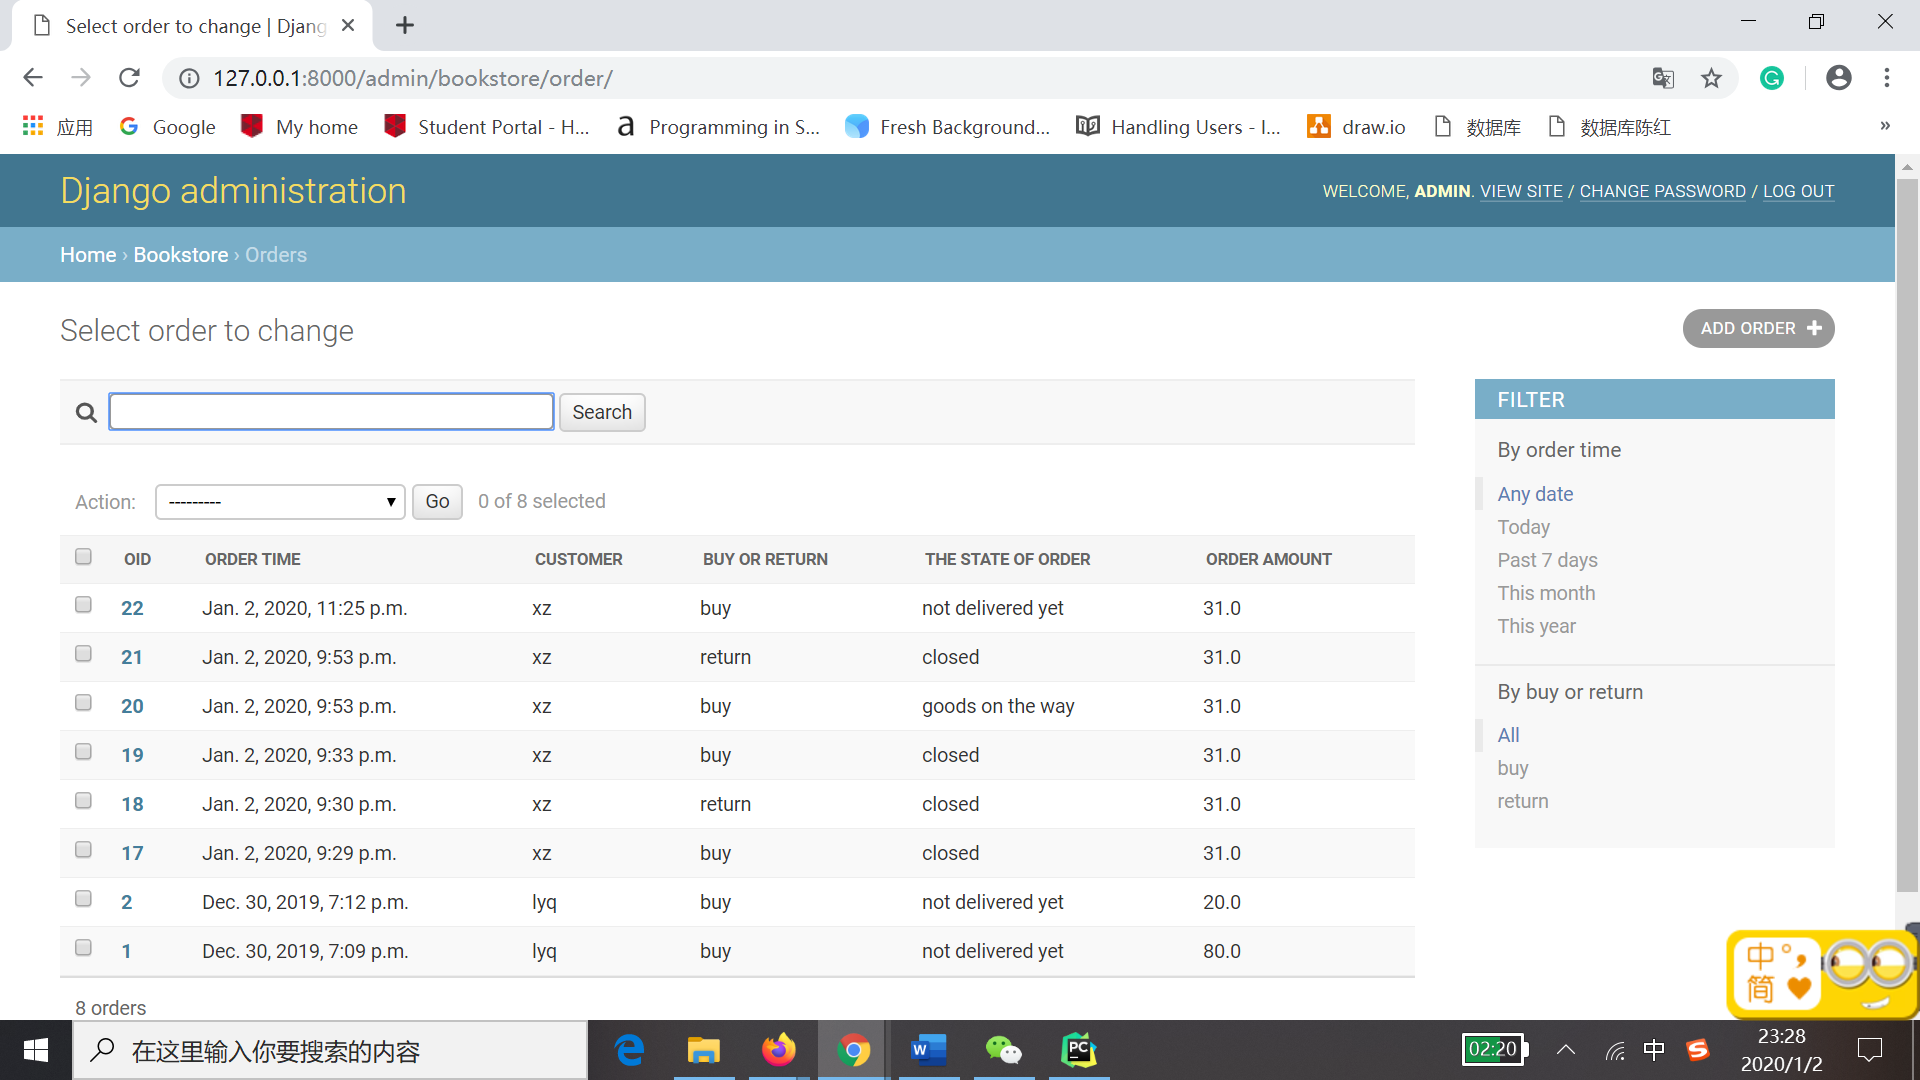 Select order to change | Djang
127.0.0.1:8000/admin/bookstore/order/
应用 Google My home Student Portal - H... Programming in S... Fresh Background... Handling Users - I... draw.io 数据库 数据库陈红 »
Django administration
WELCOME, ADMIN. VIEW SITE / CHANGE PASSWORD / LOG OUT
Home › Bookstore › Orders
Select order to change
ADD ORDER +
Search
Action: --------- Go 0 of 8 selected
OID ORDER TIME CUSTOMER BUY OR RETURN THE STATE OF ORDER ORDER AMOUNT
22 Jan. 2, 2020, 11:25 p.m. xz buy not delivered yet 31.0
21 Jan. 2, 2020, 9:53 p.m. xz return closed 31.0
20 Jan. 2, 2020, 9:53 p.m. xz buy goods on the way 31.0
19 Jan. 2, 2020, 9:33 p.m. xz buy closed 31.0
18 Jan. 2, 2020, 9:30 p.m. xz return closed 31.0
17 Jan. 2, 2020, 9:29 p.m. xz buy closed 31.0
2 Dec. 30, 2019, 7:12 p.m. lyq buy not delivered yet 20.0
1 Dec. 30, 2019, 7:09 p.m. lyq buy not delivered yet 80.0
8 orders
FILTER
By order time
Any date
Today
Past 7 days
This month
This year
By buy or return
All
buy
return
中 °,
简
在这里输入你要搜索的内容
02:20
中
23:28
2020/1/2